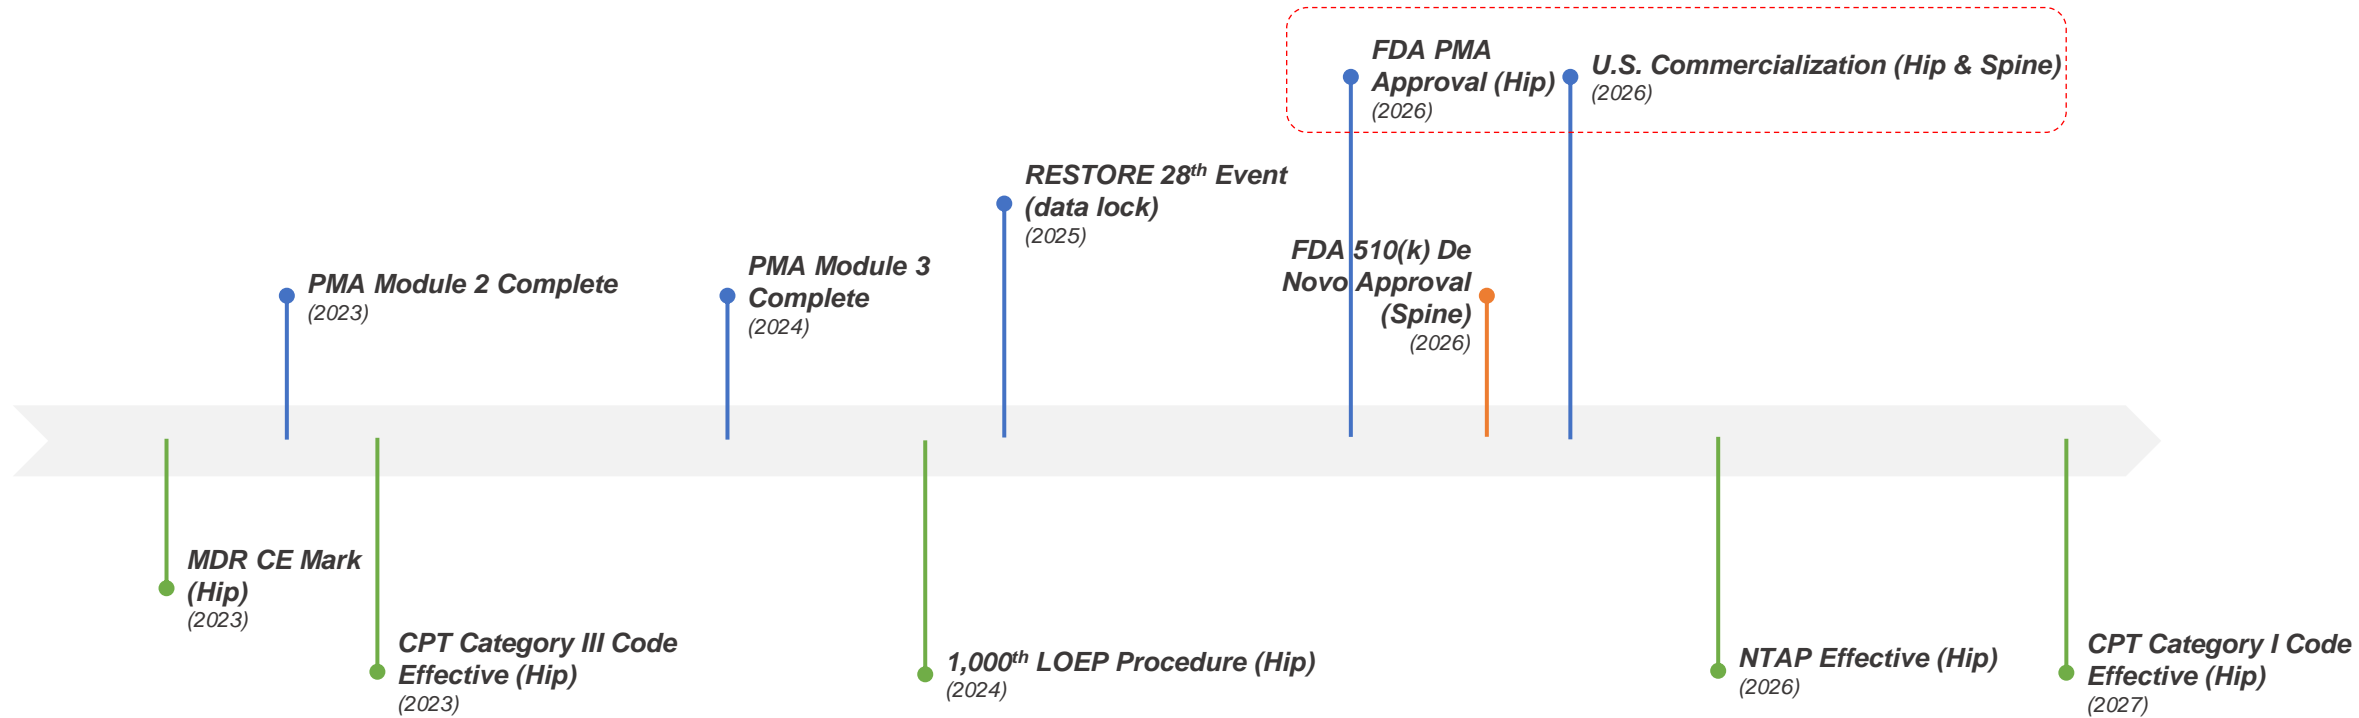 FDA PMA
Approval (Hip)
(2026)
U.S. Commercialization (Hip & Spine)
(2026)
RESTORE 28th Event
(data lock)
(2025)
FDA 510(k) De
Novo Approval
(Spine)
(2026)
PMA Module 2 Complete
(2023)
PMA Module 3
Complete
(2024)
MDR CE Mark
(Hip)
(2023)
CPT Category III Code
Effective (Hip)
(2023)
1,000th LOEP Procedure (Hip)
(2024)
NTAP Effective (Hip)
(2026)
CPT Category I Code
Effective (Hip)
(2027)